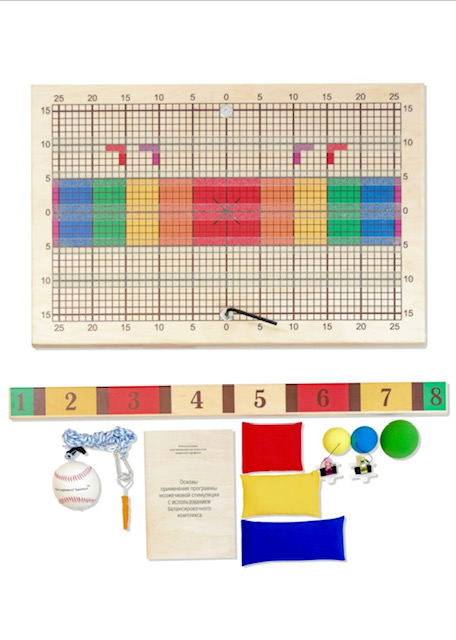 25 20 15 10 5 0 5 10 15 20 25
15 15
10 10
5 5
0 0
5 5
10 10
15 15
25 20 15 10 5 0 5 10 15 20 25
1 2 3 4 5 6 7 8
Основы
применения программы
мозжечковой стимуляции
с использованием
балансировочного
комплекса